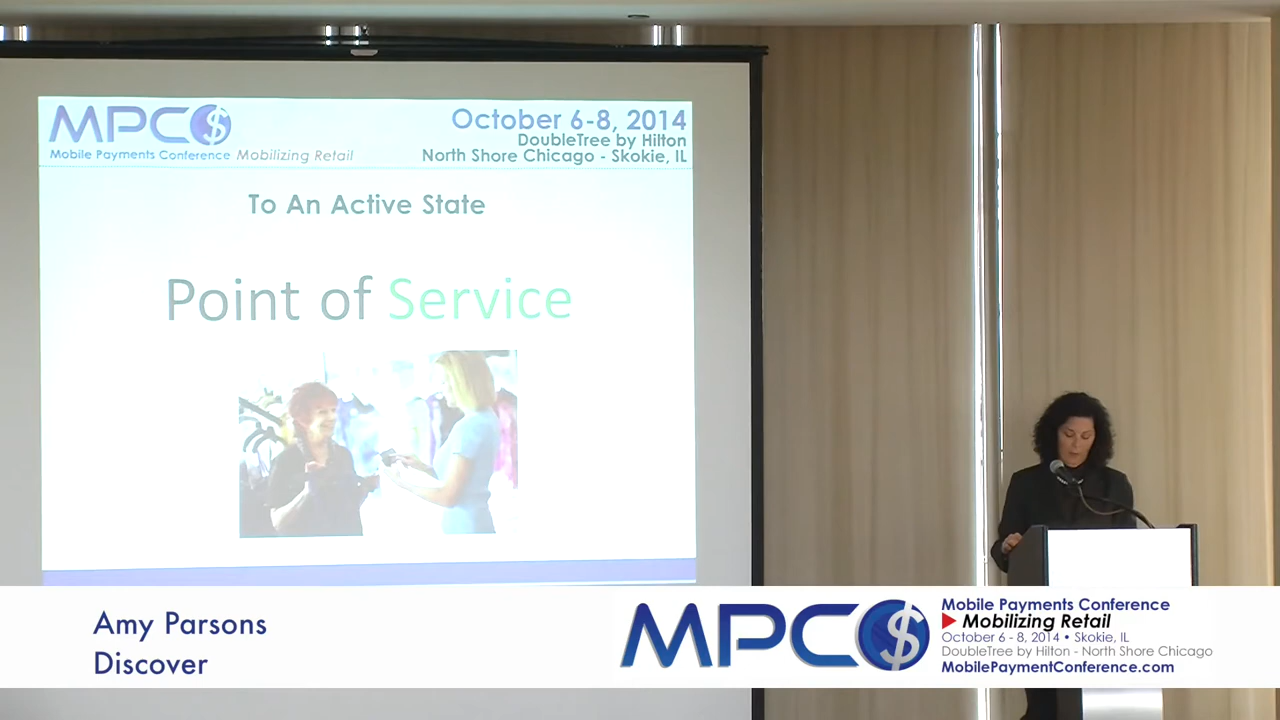 MPC$
Mobile Payments Conference Mobilizing Retail
October 6-8, 2014
DoubleTree by Hilton
North Shore Chicago - Skokie, IL
To An Active State
Point of Service
Amy Parsons
Discover
MPC$
Mobile Payments Conference
Mobilizing Retail
October 6 - 8, 2014 • Skokie, IL
DoubleTree by Hilton - North Shore Chicago
MobilePaymentConference.com